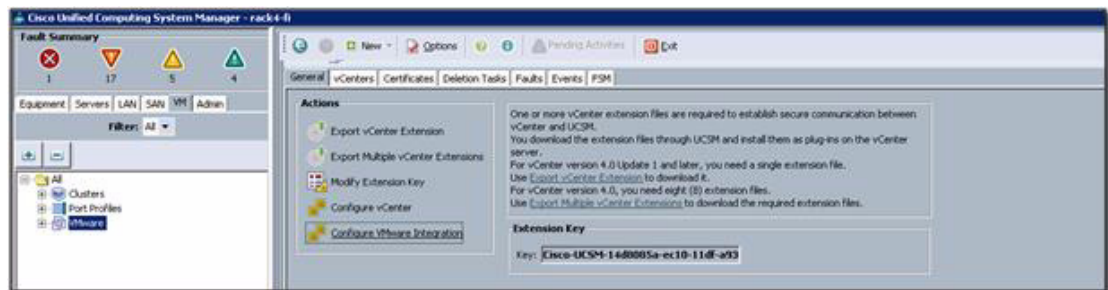 Cisco Unified Computing System Manager - rack4-fi
Fault Summary
1 17 5 4
New Options Pending Activities Exit
General vCenters Certificates Deletion Tasks Faults Events FSM
Equipment Servers LAN SAN VM Admin
Filter: All
All
Clusters
Port Profiles
VMware
Actions
Export vCenter Extension
Export Multiple vCenter Extensions
Modify Extension Key
Configure vCenter
Configure VMware Integration
One or more vCenter extension files are required to establish secure communication between
vCenter and UCSM.
You download the extension files through UCSM and install them as plug-ins on the vCenter
server.
For vCenter version 4.0 Update 1 and later, you need a single extension file.
Use Export vCenter Extension to download it.
For vCenter version 4.0, you need eight (8) extension files.
Use Export Multiple vCenter Extensions to download the required extension files.
Extension Key
Key: Cisco-UCSM-14d8085a-ec10-11df-a93